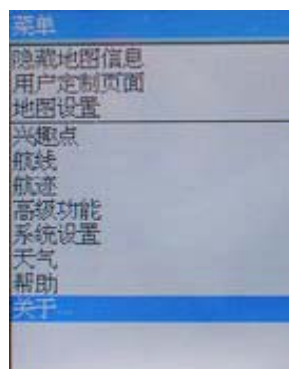 菜单
隐藏地图信息
用户定制页面
地图设置
兴趣点
航线
航迹
高级功能
系统设置
天气
帮助
关于...